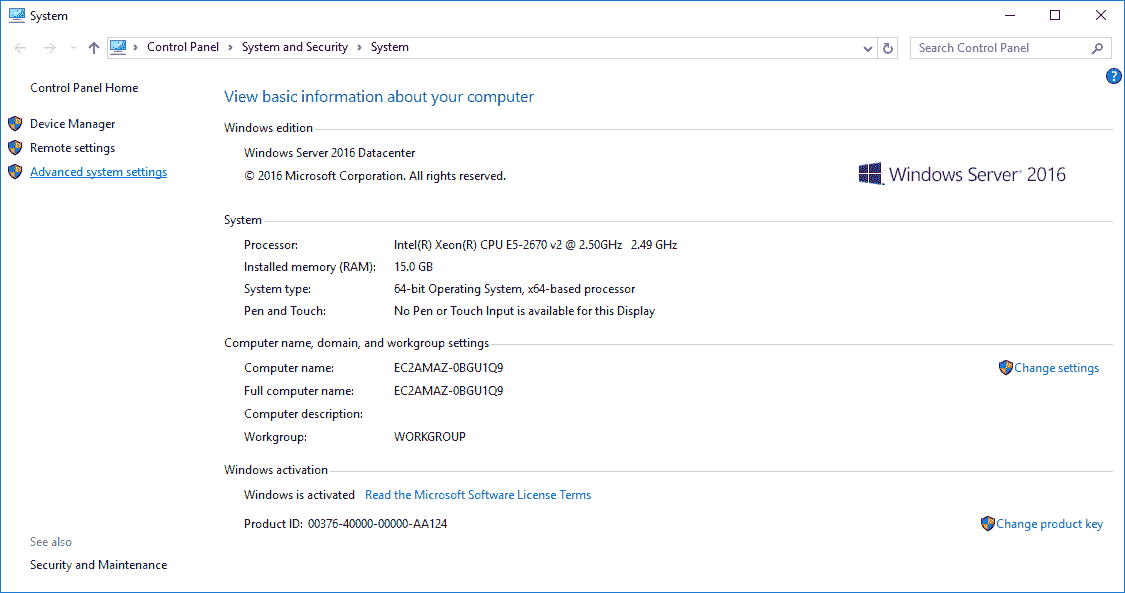 System
Control Panel › System and Security › System
Search Control Panel
?
Control Panel Home
Device Manager
Remote settings
Advanced system settings
View basic information about your computer
Windows edition
Windows Server 2016 Datacenter
© 2016 Microsoft Corporation. All rights reserved.
Windows Server® 2016
System
Processor: Intel(R) Xeon(R) CPU E5-2670 v2 @ 2.50GHz 2.49 GHz
Installed memory (RAM): 15.0 GB
System type: 64-bit Operating System, x64-based processor
Pen and Touch: No Pen or Touch Input is available for this Display
Computer name, domain, and workgroup settings
Computer name: EC2AMAZ-0BGU1Q9
Change settings
Full computer name: EC2AMAZ-0BGU1Q9
Computer description:
Workgroup: WORKGROUP
Windows activation
Windows is activated Read the Microsoft Software License Terms
Product ID: 00376-40000-00000-AA124
Change product key
See also
Security and Maintenance